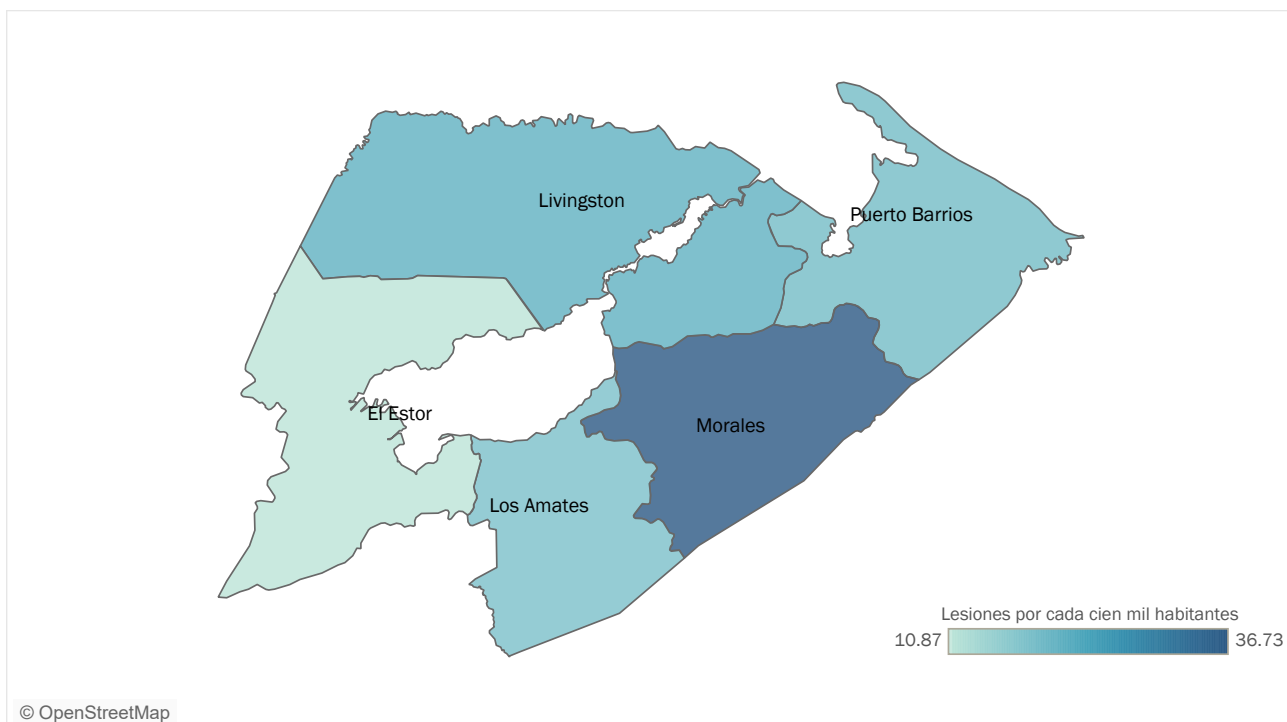 Livingston
Puerto Barrios
El Estor
Morales
Los Amates
Lesiones por cada cien mil habitantes
10.87 36.73
© OpenStreetMap